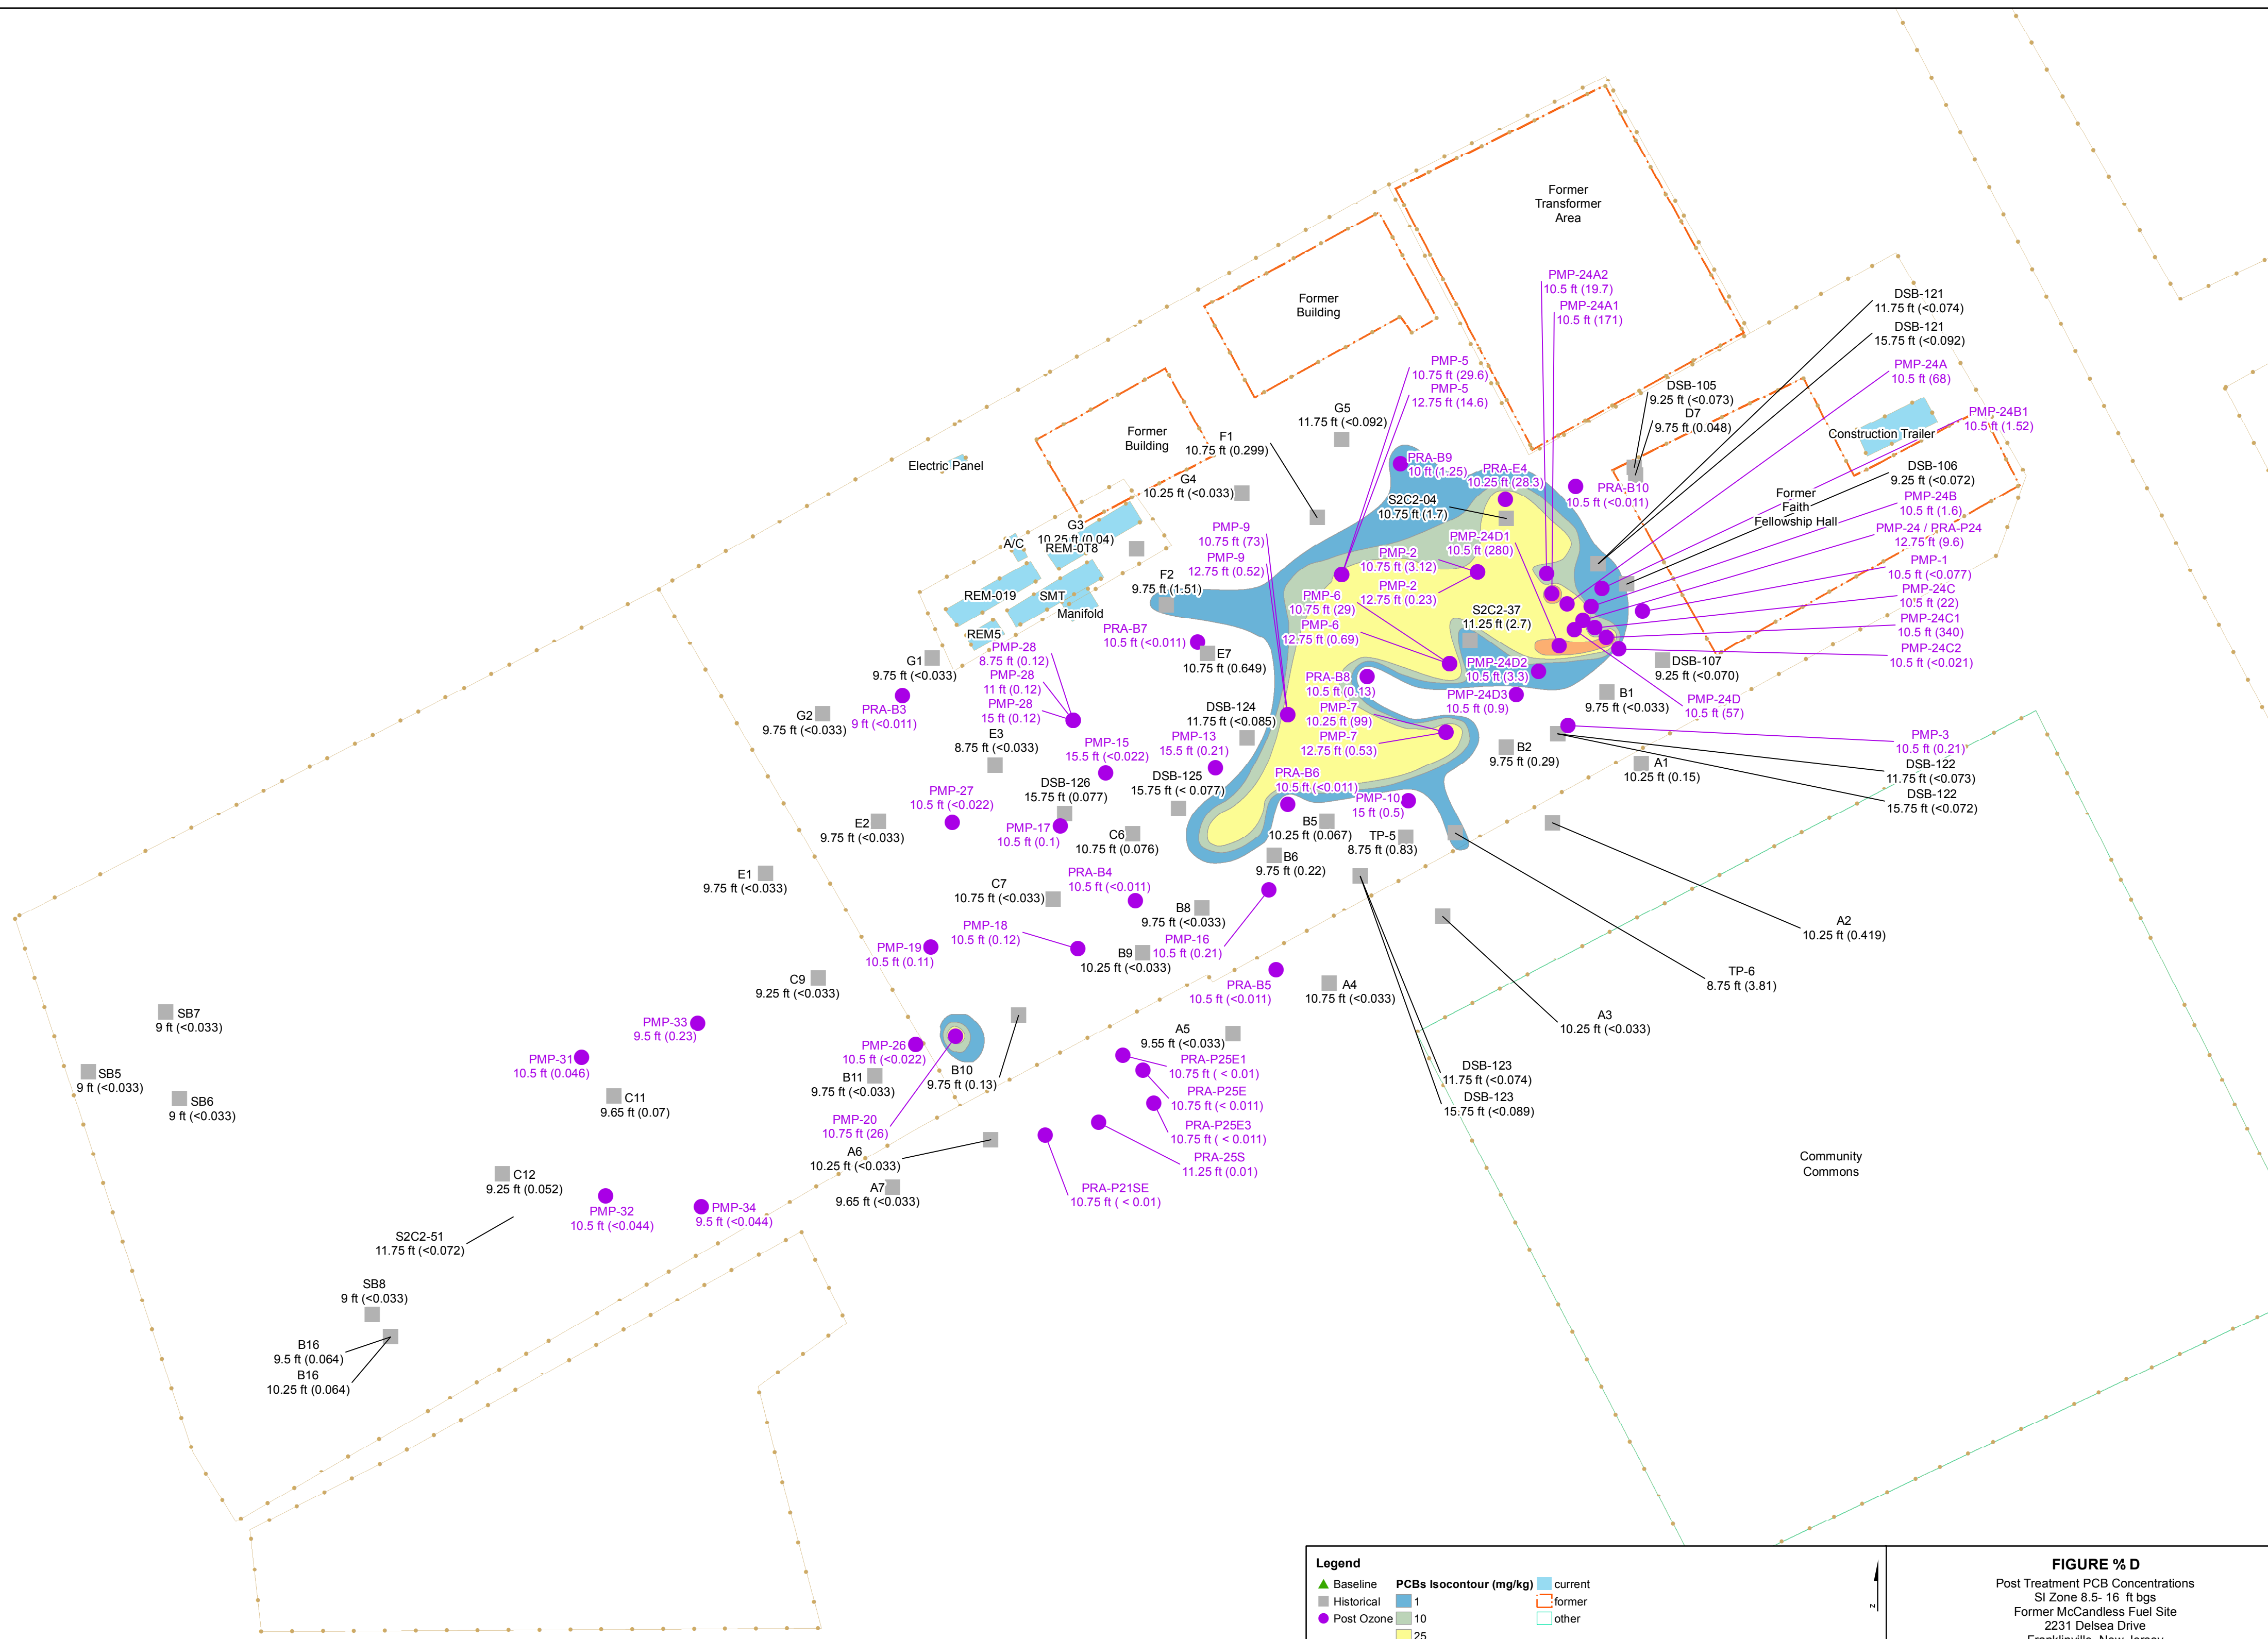 Former
Transformer
Area
PMP-24A2
10.5 ft (19.7)
PMP-24A1
10.5 ft (171)
DSB-121
11.75 ft (<0.074)
DSB-121
15.75 ft (<0.092)
Former
Building
PMP-5
10.75 ft (29.6)
PMP-5
12.75 ft (14.6)
PMP-24A
10.5 ft (68)
DSB-105
9.25 ft (<0.073)
D7
9.75 ft (0.048)
PMP-24B1
10.5 ft (1.52)
G5
11.75 ft (<0.092)
F1
10.75 ft (0.299)
Former
Building
Construction Trailer
Electric Panel
PRA-B9
10 ft (1.25)
PRA-E4
10.25 ft (28.3)
DSB-106
9.25 ft (<0.072)
G4
10.25 ft (<0.033)
PRA-B10
10.5 ft (<0.011)
Former
Faith
Fellowship Hall
PMP-24B
10.5 ft (1.6)
S2C2-04
10.75 ft (1.7)
G3
10.25 ft (0.04)
A/C
REM-0T8
PMP-9
10.75 ft (73)
PMP-9
12.75 ft (0.52)
PMP-24D1
10.5 ft (280)
PMP-24 / PRA-P24
12.75 ft (9.6)
PMP-2
10.75 ft (3.12)
PMP-2
12.75 ft (0.23)
PMP-1
10.5 ft (<0.077)
F2
9.75 ft (1.51)
REM-019
SMT
Manifold
PMP-6
10.75 ft (29)
PMP-6
12.75 ft (0.69)
S2C2-37
11.25 ft (2.7)
PMP-24C
10.5 ft (22)
PMP-24C1
10.5 ft (340)
PMP-24C2
10.5 ft (<0.021)
REM5
PRA-B7
10.5 ft (<0.011)
E7
10.75 ft (0.649)
PMP-28
8.75 ft (0.12)
PMP-28
11 ft (0.12)
PMP-28
15 ft (0.12)
G1
9.75 ft (<0.033)
PMP-24D2
10.5 ft (3.3)
DSB-107
9.25 ft (<0.070)
PRA-B8
10.5 ft (0.13)
PMP-24D3
10.5 ft (0.9)
B1
9.75 ft (<0.033)
PMP-24D
10.5 ft (57)
PRA-B3
9 ft (<0.011)
G2
9.75 ft (<0.033)
DSB-124
11.75 ft (<0.085)
PMP-7
10.25 ft (99)
PMP-7
12.75 ft (0.53)
PMP-3
10.5 ft (0.21)
E3
8.75 ft (<0.033)
PMP-15
15.5 ft (<0.022)
PMP-13
15.5 ft (0.21)
B2
9.75 ft (0.29)
A1
10.25 ft (0.15)
DSB-122
11.75 ft (<0.073)
DSB-122
15.75 ft (<0.072)
DSB-126
15.75 ft (0.077)
DSB-125
15.75 ft (< 0.077)
PRA-B6
10.5 ft (<0.011)
PMP-10
15 ft (0.5)
PMP-27
10.5 ft (<0.022)
E2
9.75 ft (<0.033)
PMP-17
10.5 ft (0.1)
C6
10.75 ft (0.076)
B5
10.25 ft (0.067)
TP-5
8.75 ft (0.83)
B6
9.75 ft (0.22)
E1
9.75 ft (<0.033)
PRA-B4
10.5 ft (<0.011)
C7
10.75 ft (<0.033)
B8
9.75 ft (<0.033)
A2
10.25 ft (0.419)
PMP-18
10.5 ft (0.12)
PMP-19
10.5 ft (0.11)
PMP-16
10.5 ft (0.21)
B9
10.25 ft (<0.033)
TP-6
8.75 ft (3.81)
C9
9.25 ft (<0.033)
PRA-B5
10.5 ft (<0.011)
A4
10.75 ft (<0.033)
SB7
9 ft (<0.033)
PMP-33
9.5 ft (0.23)
A3
10.25 ft (<0.033)
A5
9.55 ft (<0.033)
PMP-26
10.5 ft (<0.022)
PMP-31
10.5 ft (0.046)
SB5
9 ft (<0.033)
B10
9.75 ft (0.13)
B11
9.75 ft (<0.033)
PRA-P25E1
10.75 ft ( < 0.01)
PRA-P25E
10.75 ft (< 0.011)
DSB-123
11.75 ft (<0.074)
DSB-123
15.75 ft (<0.089)
SB6
9 ft (<0.033)
C11
9.65 ft (0.07)
PMP-20
10.75 ft (26)
PRA-P25E3
10.75 ft ( < 0.011)
PRA-25S
11.25 ft (0.01)
A6
10.25 ft (<0.033)
Community
Commons
C12
9.25 ft (0.052)
A7
9.65 ft (<0.033)
PRA-P21SE
10.75 ft ( < 0.01)
PMP-32
10.5 ft (<0.044)
PMP-34
9.5 ft (<0.044)
S2C2-51
11.75 ft (<0.072)
SB8
9 ft (<0.033)
B16
9.5 ft (0.064)
B16
10.25 ft (0.064)
Legend
Baseline
Historical
Post Ozone
PCBs Isocontour (mg/kg)
1
10
25
current
former
other
z
FIGURE % D
Post Treatment PCB Concentrations
SI Zone 8.5- 16 ft bgs
Former McCandless Fuel Site
2231 Delsea Drive
Franklinville, New Jersey